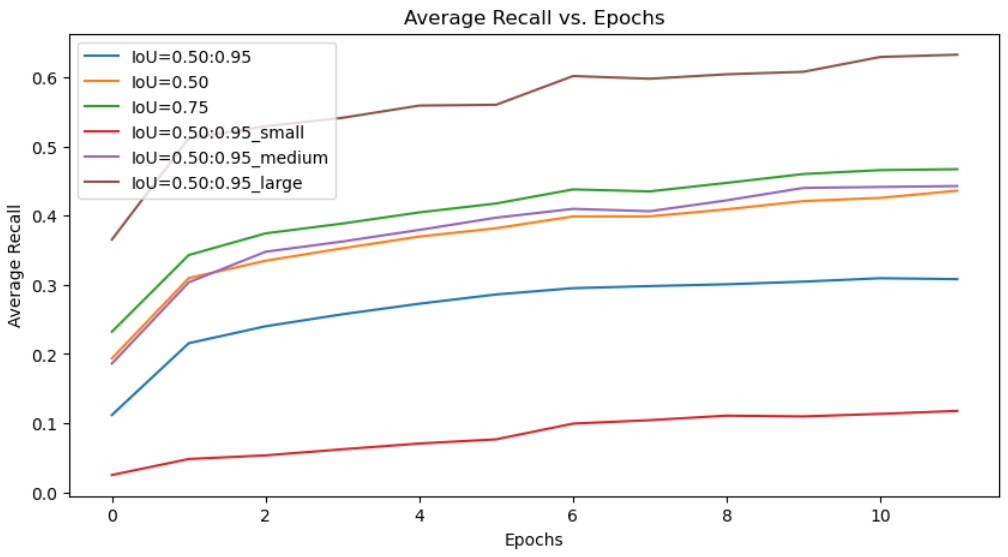 Average Recall vs. Epochs
IoU=0.50:0.95
IoU=0.50
IoU=0.75
IoU=0.50:0.95_small
IoU=0.50:0.95_medium
IoU=0.50:0.95_large
Average Recall
0.6
0.5
0.4
0.3
0.2
0.1
0.0
0 2 4 6 8 10
Epochs